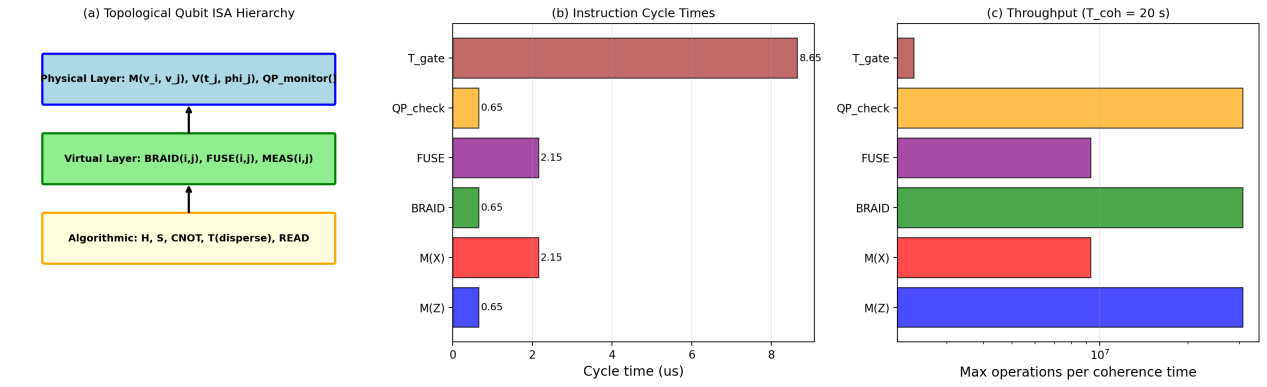 (a) Topological Qubit ISA Hierarchy
Physical Layer: M(v_i, v_j), V(t_j, phi_j), QP_monitor()
Virtual Layer: BRAID(i,j), FUSE(i,j), MEAS(i,j)
Algorithmic: H, S, CNOT, T(disperse), READ
(b) Instruction Cycle Times
T_gate
8.65
QP_check
0.65
FUSE
2.15
BRAID
0.65
M(X)
2.15
M(Z)
0.65
0 2 4 6 8
Cycle time (us)
(c) Throughput (T_coh = 20 s)
T_gate
QP_check
FUSE
BRAID
M(X)
M(Z)
10⁷
Max operations per coherence time